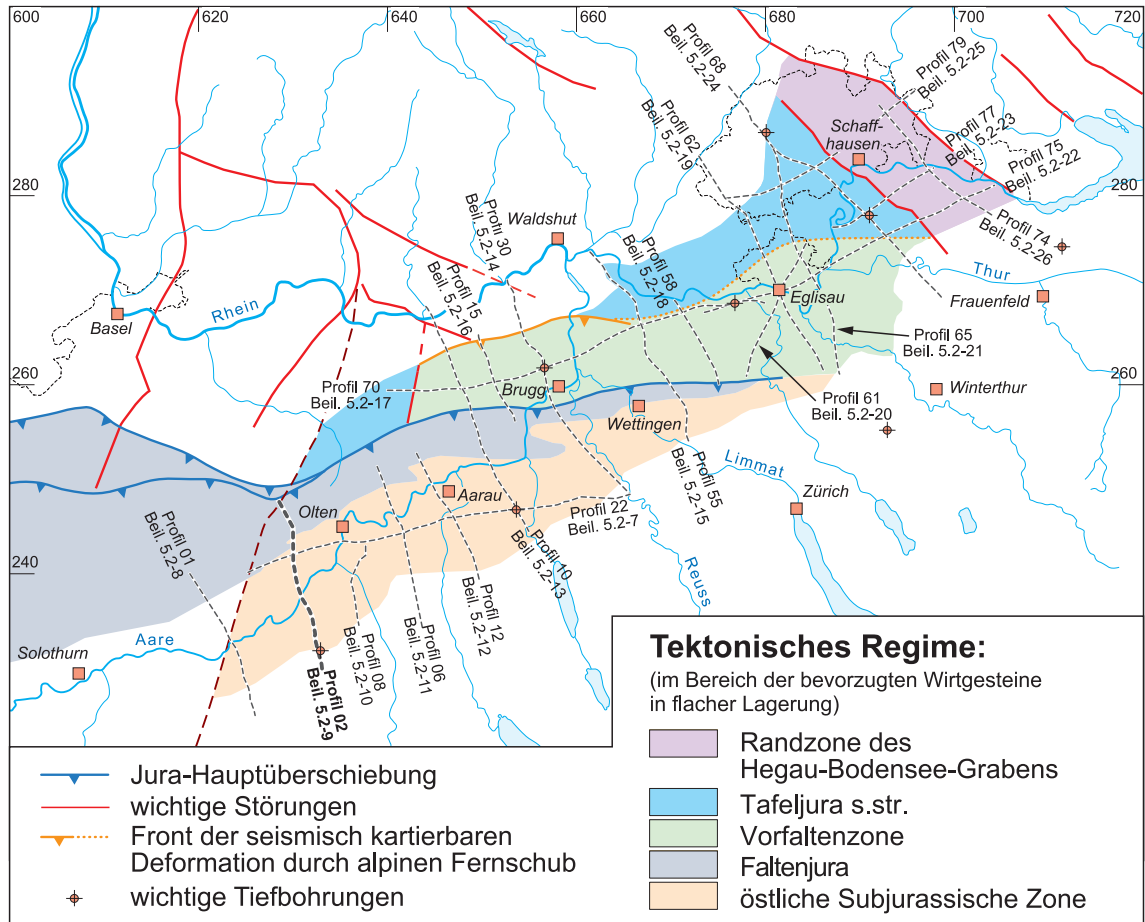 600
620
640
660
680
700
720
280
260
240
260
Profil 68
Beil. 5.2-24
Profil 79
Beil. 5.2-25
Profil 62
Beil. 5.2-19
Schaff-
hausen
Profil 77
Beil. 5.2-23
Profil 75
Beil. 5.2-22
Profil 74
Beil. 5.2-26
Waldshut
Profil 30
Beil. 5.2-14
Profil 15
Beil. 5.2-16
Profil 58
Beil. 5.2-18
Thur
Eglisau
Frauenfeld
Basel
Rhein
Profil 65
Beil. 5.2-21
Profil 70
Beil. 5.2-17
Brugg
Profil 61
Beil. 5.2-20
Winterthur
Wettingen
Limmat
Zürich
Profil 55
Beil. 5.2-15
Aarau
Olten
Profil 22
Beil. 5.2-7
Profil 01
Beil. 5.2-8
Profil 10
Beil. 5.2-13
Reuss
Aare
Solothurn
Profil 02
Beil. 5.2-9
Profil 08
Beil. 5.2-10
Profil 06
Beil. 5.2-11
Profil 12
Beil. 5.2-12
Tektonisches Regime:
(im Bereich der bevorzugten Wirtgesteine
in flacher Lagerung)
Randzone des
Hegau-Bodensee-Grabens
Tafeljura s.str.
Vorfaltenzone
Faltenjura
östliche Subjurassische Zone
Jura-Hauptüberschiebung
wichtige Störungen
Front der seismisch kartierbaren
Deformation durch alpinen Fernschub
wichtige Tiefbohrungen